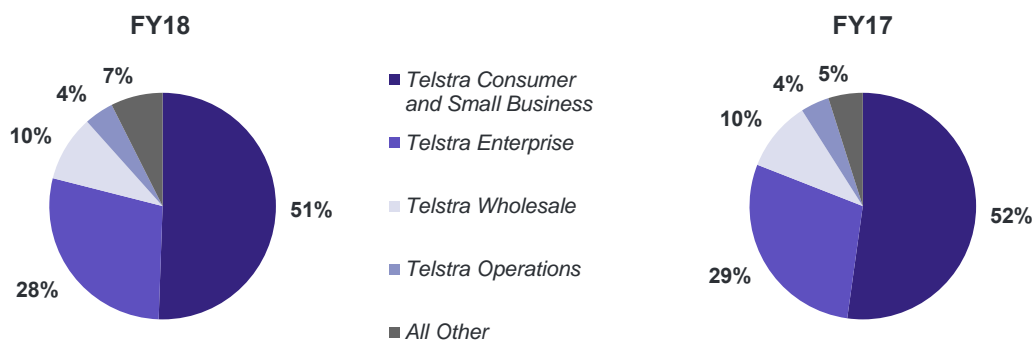 FY18
7%
4%
10%
51%
28%
Telstra Consumer
and Small Business
Telstra Enterprise
Telstra Wholesale
Telstra Operations
All Other
FY17
5%
4%
10%
52%
29%